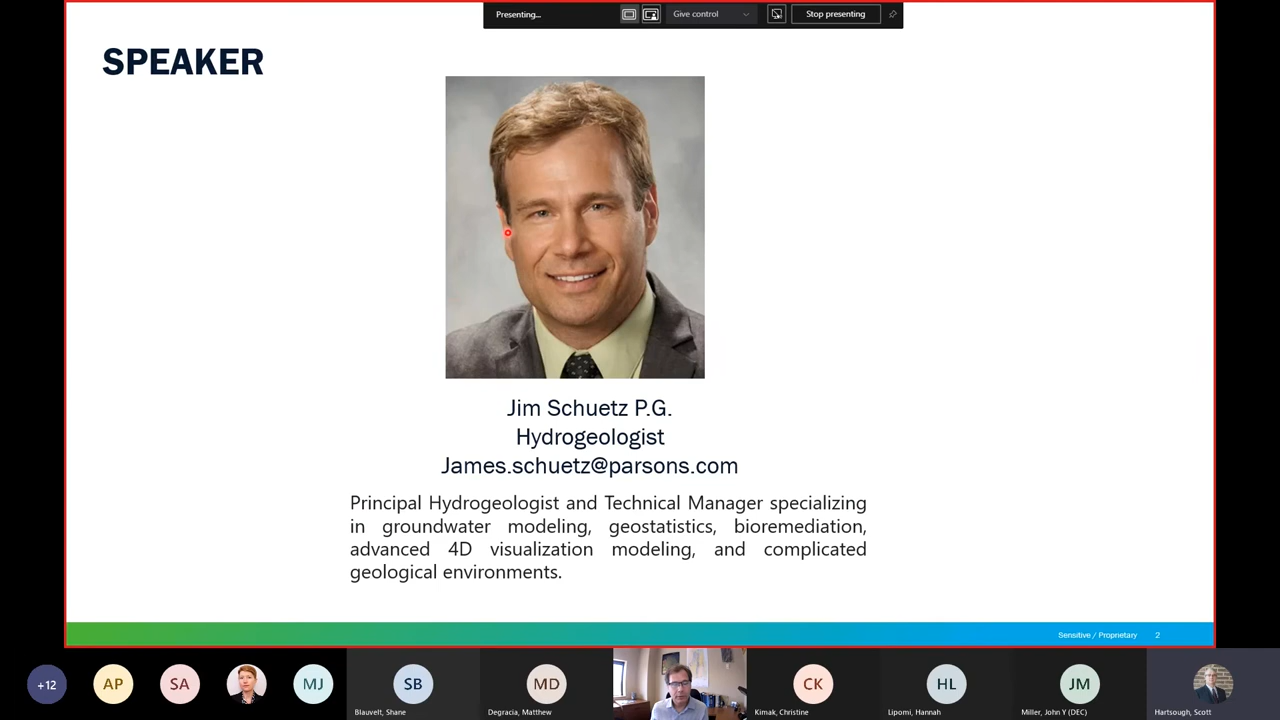 Presenting...
Give control
Stop presenting
SPEAKER
Jim Schuetz P.G.
Hydrogeologist
James.schuetz@parsons.com
Principal Hydrogeologist and Technical Manager specializing
in groundwater modeling, geostatistics, bioremediation,
advanced 4D visualization modeling, and complicated
geological environments.
Sensitive / Proprietary 2
+12
AP
SA
MJ
SB
MD
CK
HL
JM
Blauvelt, Shane
Degracia, Matthew
Kimak, Christine
Lipomi, Hannah
Miller, John Y (DEC)
Hartsough, Scott